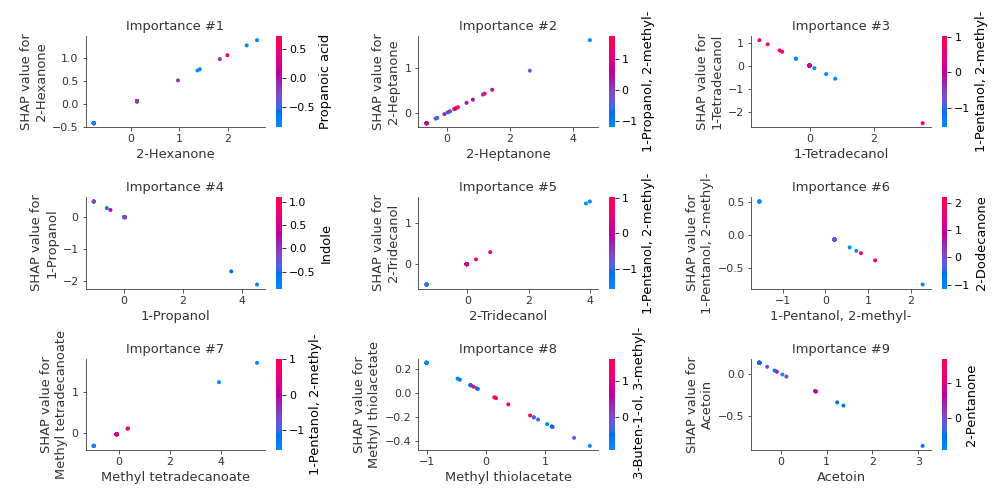 Importance #1
SHAP value for
2-Hexanone
1.0
0.5
0.0
−0.5
0
1
2
2-Hexanone
0.5
0.0
−0.5
Propanoic acid
Importance #2
SHAP value for
2-Heptanone
1
0
0
2
4
2-Heptanone
1
0
−1
1-Propanol, 2-methyl-
Importance #3
SHAP value for
1-Tetradecanol
1
0
−1
−2
0
2
1-Tetradecanol
1
0
−1
1-Pentanol, 2-methyl-
Importance #4
SHAP value for
1-Propanol
0
−1
−2
0
2
4
1-Propanol
1.0
0.5
0.0
−0.5
Indole
Importance #5
SHAP value for
2-Tridecanol
1
0
0
2
4
2-Tridecanol
1
0
−1
1-Pentanol, 2-methyl-
Importance #6
SHAP value for
1-Pentanol, 2-methyl-
0.5
0.0
−0.5
−1
0
1
2
1-Pentanol, 2-methyl-
2
1
0
−1
2-Dodecanone
Importance #7
SHAP value for
Methyl tetradecanoate
1
0
0
2
4
Methyl tetradecanoate
1
0
−1
1-Pentanol, 2-methyl-
Importance #8
SHAP value for
Methyl thiolacetate
0.2
0.0
−0.2
−0.4
−1
0
1
Methyl thiolacetate
1
0
3-Buten-1-ol, 3-methyl-
Importance #9
SHAP value for
Acetoin
0.0
−0.5
0
1
2
3
Acetoin
1
0
2-Pentanone